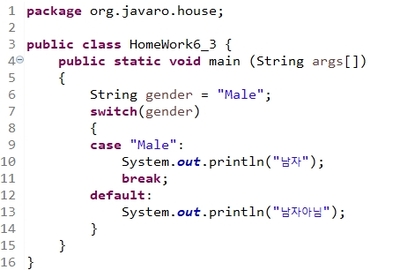 1 package org.javaro.house;
2
3 public class HomeWork6_3 {
4     public static void main (String args[])
5     {
6         String gender = "Male";
7         switch(gender)
8         {
9         case "Male":
10             System.out.println("남자");
11             break;
12         default:
13             System.out.println("남자아님");
14         }
15     }
16 }